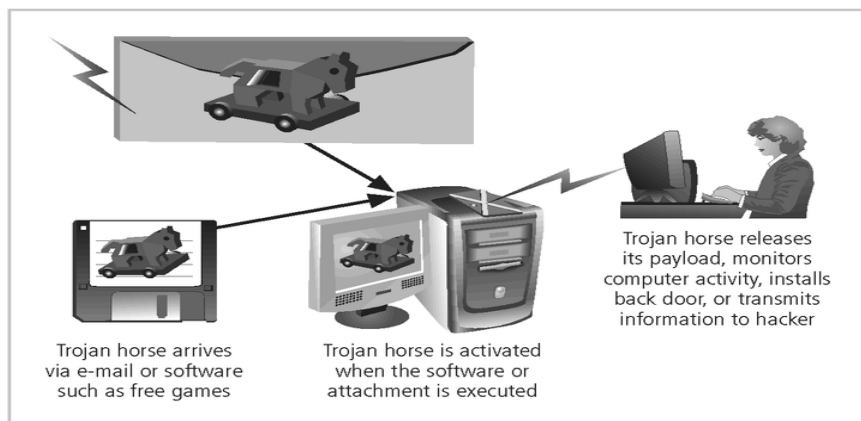 Trojan horse arrives
via e-mail or software
such as free games
Trojan horse is activated
when the software or
attachment is executed
Trojan horse releases
its payload, monitors
computer activity, installs
back door, or transmits
information to hacker